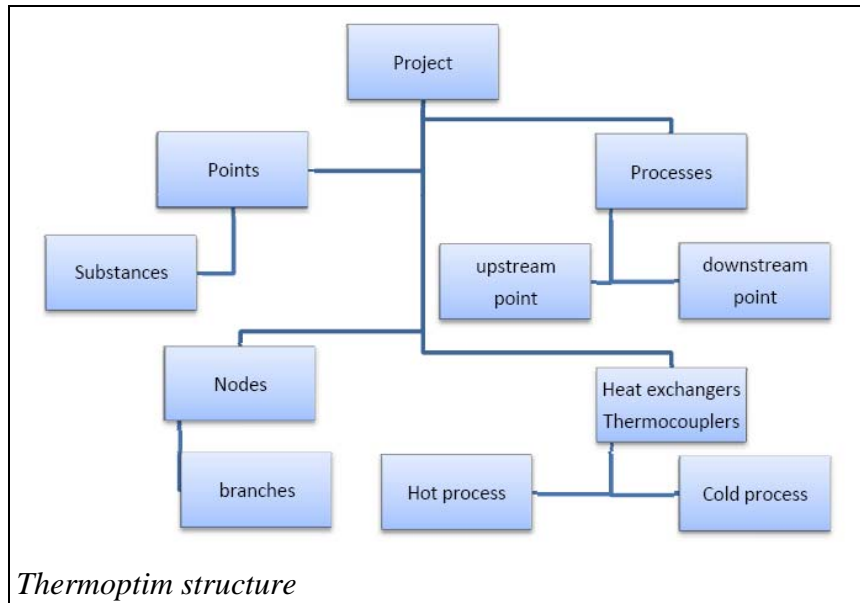 Project
Points
Processes
Substances
upstream
point
downstream
point
Nodes
Heat exchangers
Thermocouplers
branches
Hot process
Cold process
Thermoptim structure